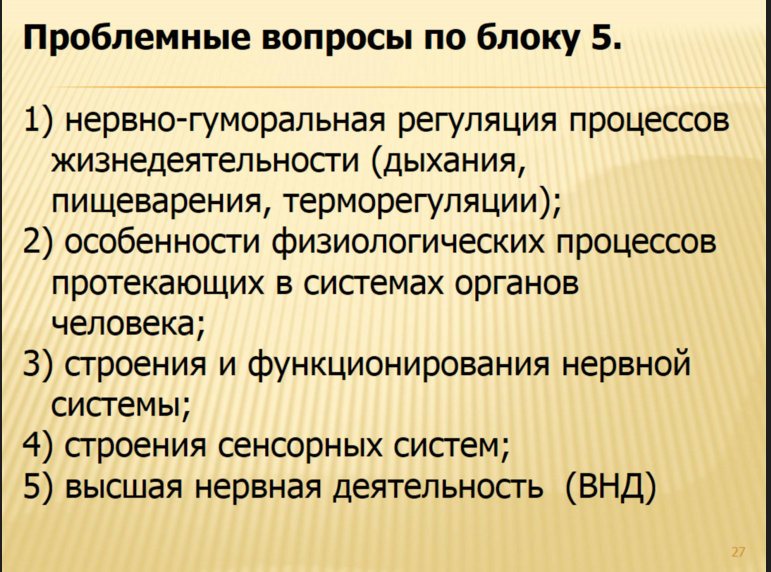 Проблемные вопросы по блоку 5.
1) нервно-гуморальная регуляция процессов
жизнедеятельности (дыхания,
пищеварения, терморегуляции);
2) особенности физиологических процессов
протекающих в системах органов
человека;
3) строения и функционирования нервной
системы;
4) строения сенсорных систем;
5) высшая нервная деятельность (ВНД)
27